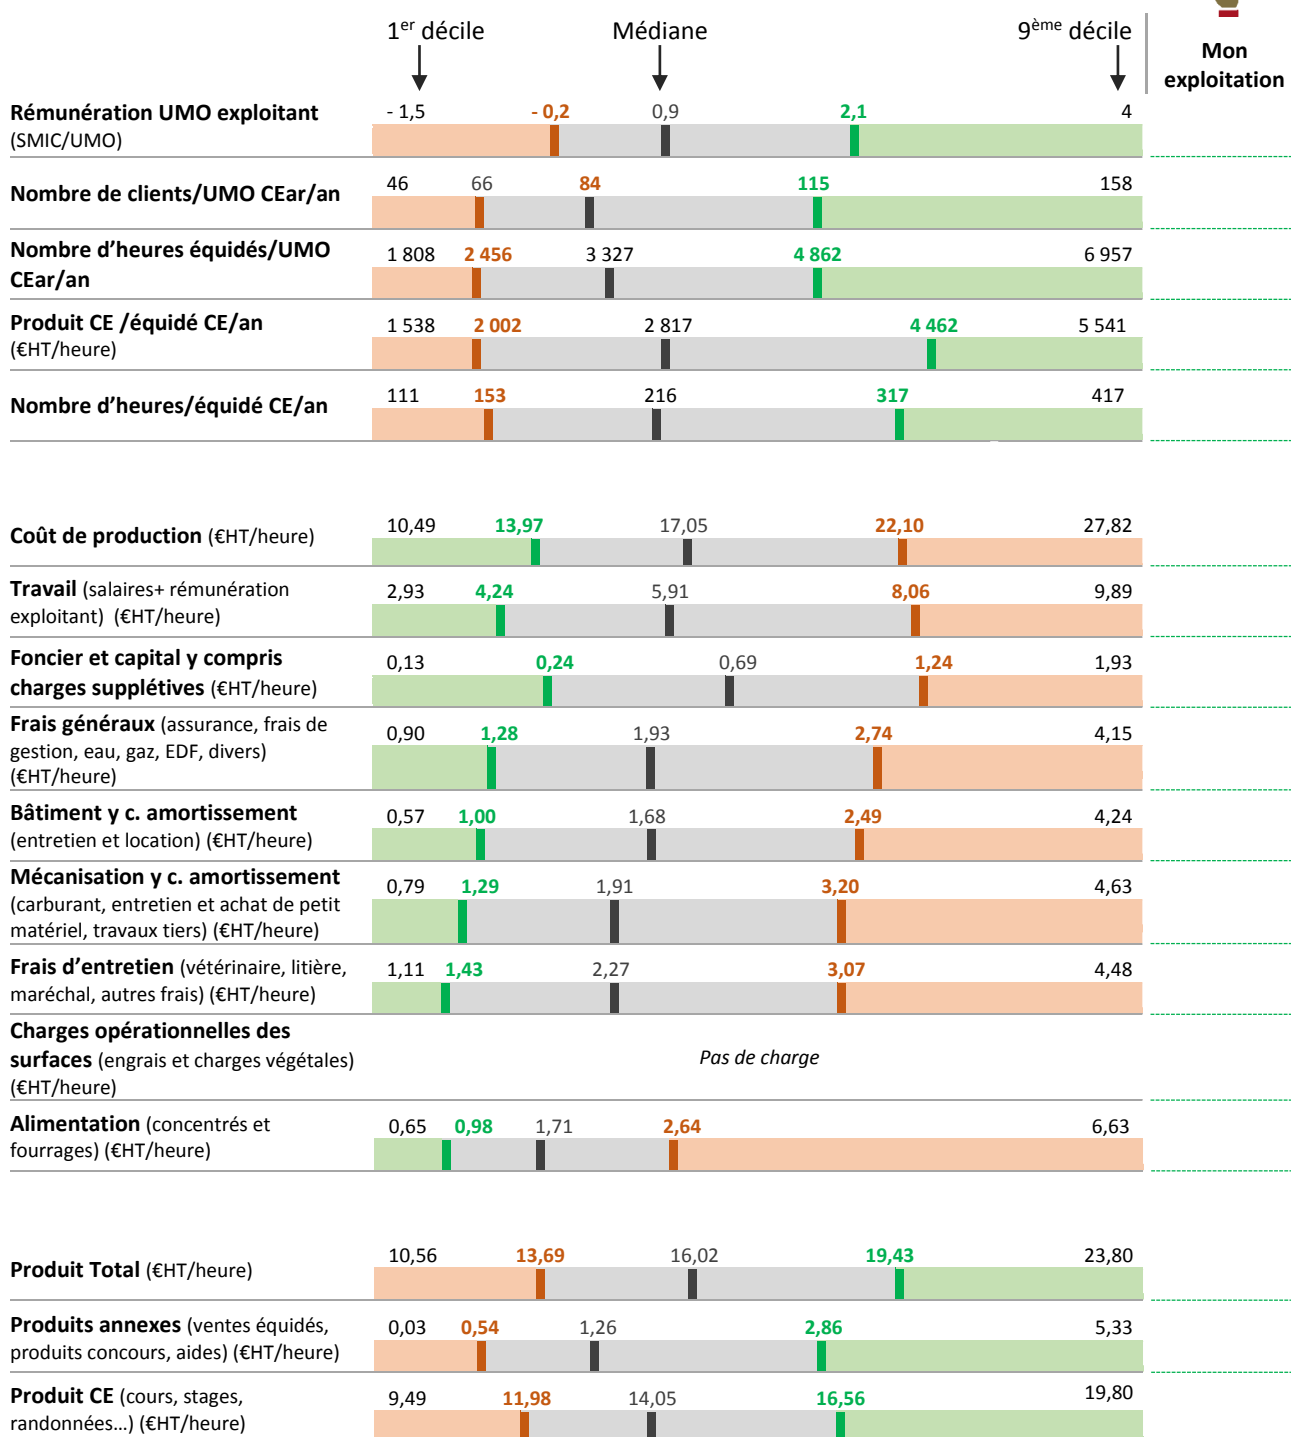 1er décile Médiane 9ème décile
Mon
exploitation
Rémunération UMO exploitant
(SMIC/UMO)
- 1,5 - 0,2 0,9 2,1 4
Nombre de clients/UMO CEar/an
46 66 84 115 158
Nombre d'heures équidés/UMO
CEar/an
1 808 2 456 3 327 4 862 6 957
Produit CE /équidé CE/an
(€HT/heure)
1 538 2 002 2 817 4 462 5 541
Nombre d'heures/équidé CE/an
111 153 216 317 417
Coût de production (€HT/heure)
10,49 13,97 17,05 22,10 27,82
Travail (salaires+ rémunération
exploitant) (€HT/heure)
2,93 4,24 5,91 8,06 9,89
Foncier et capital y compris
charges supplétives (€HT/heure)
0,13 0,24 0,69 1,24 1,93
Frais généraux (assurance, frais de
gestion, eau, gaz, EDF, divers)
(€HT/heure)
0,90 1,28 1,93 2,74 4,15
Bâtiment y c. amortissement
(entretien et location) (€HT/heure)
0,57 1,00 1,68 2,49 4,24
Mécanisation y c. amortissement
(carburant, entretien et achat de petit
matériel, travaux tiers) (€HT/heure)
0,79 1,29 1,91 3,20 4,63
Frais d'entretien (vétérinaire, litière,
maréchal, autres frais) (€HT/heure)
1,11 1,43 2,27 3,07 4,48
Charges opérationnelles des
surfaces (engrais et charges végétales)
(€HT/heure)
Pas de charge
Alimentation (concentrés et
fourrages) (€HT/heure)
0,65 0,98 1,71 2,64 6,63
Produit Total (€HT/heure)
10,56 13,69 16,02 19,43 23,80
Produits annexes (ventes équidés,
produits concours, aides) (€HT/heure)
0,03 0,54 1,26 2,86 5,33
Produit CE (cours, stages,
randonnées...) (€HT/heure)
9,49 11,98 14,05 16,56 19,80